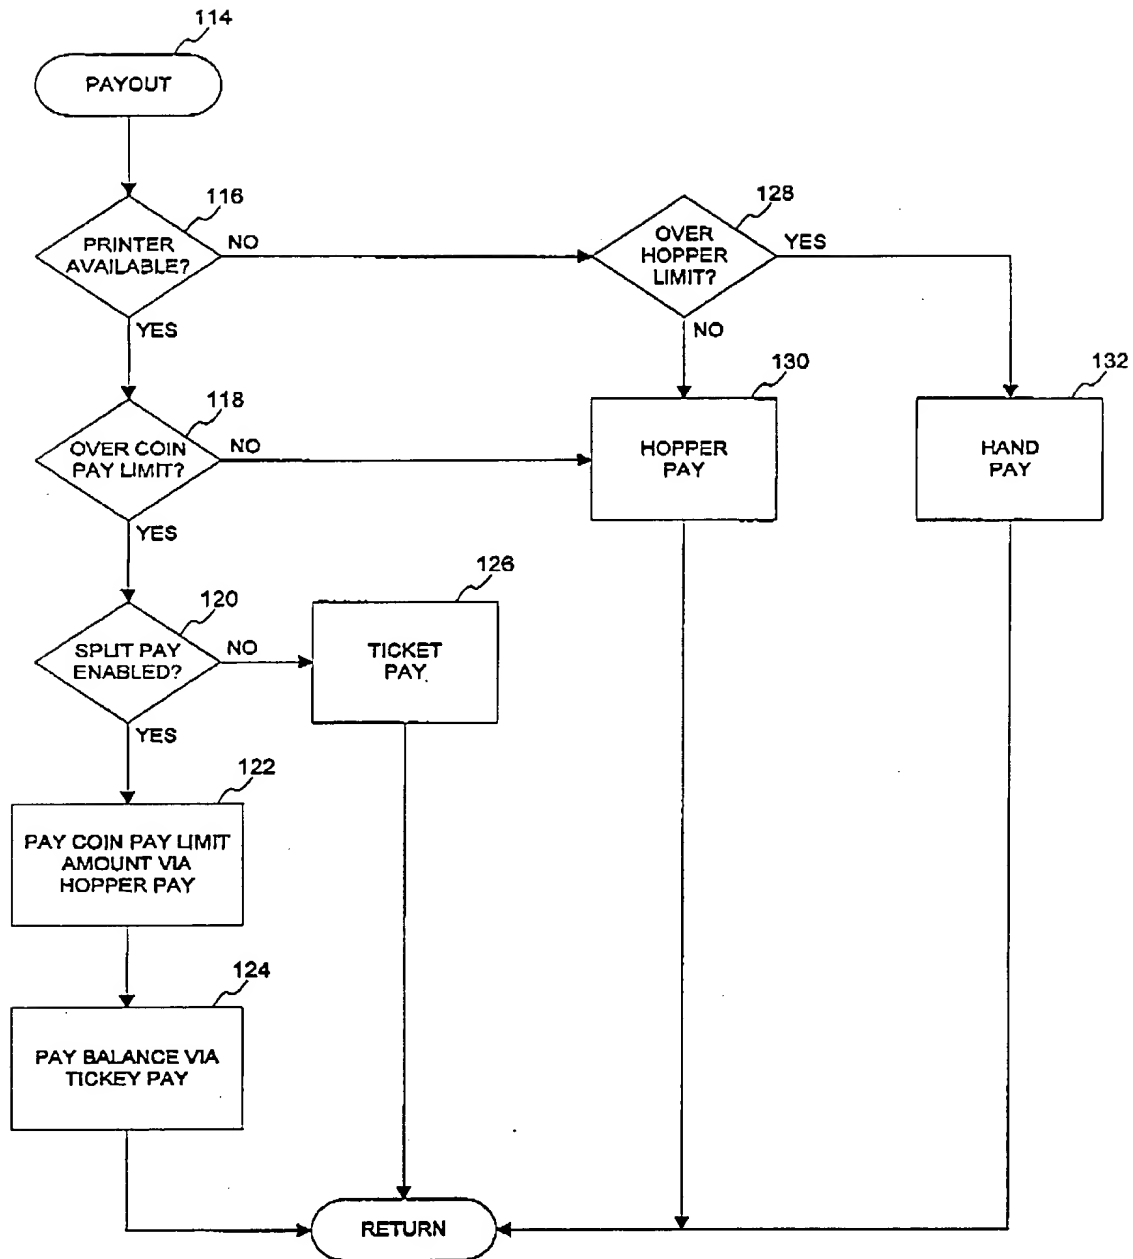 114
PAYOUT
116
PRINTER
AVAILABLE?
NO
YES
128
OVER
HOPPER
LIMIT?
YES
NO
118
OVER COIN
PAY LIMIT?
NO
YES
130
HOPPER
PAY
132
HAND
PAY
120
SPLIT PAY
ENABLED?
NO
YES
126
TICKET
PAY
122
PAY COIN PAY LIMIT
AMOUNT VIA
HOPPER PAY
124
PAY BALANCE VIA
TICKEY PAY
RETURN